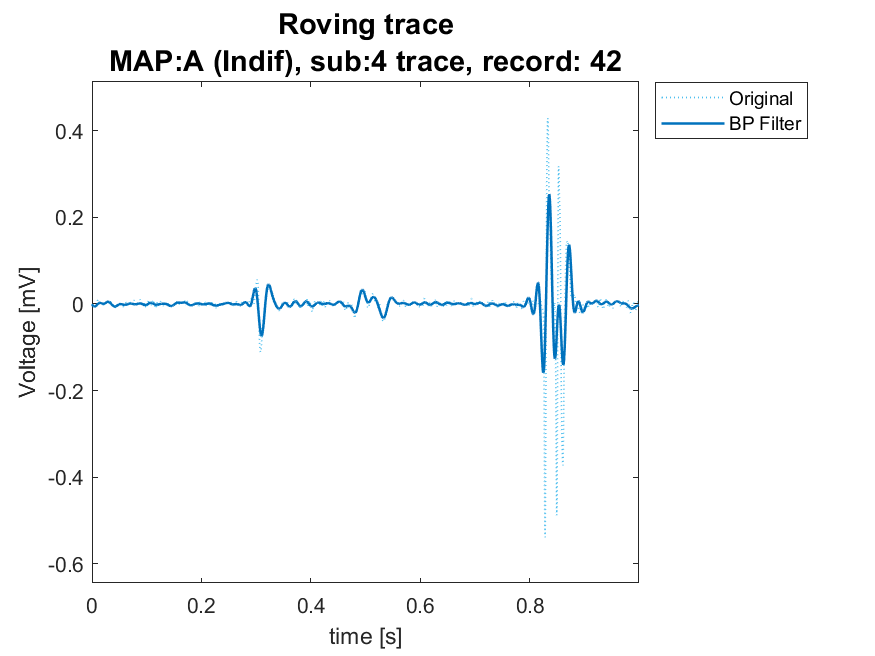 Roving trace
MAP:A (Indif), sub:4 trace, record: 42
Original
BP Filter
0.4
0.2
0
-0.2
-0.4
-0.6
Voltage [mV]
0
0.2
0.4
0.6
0.8
time [s]